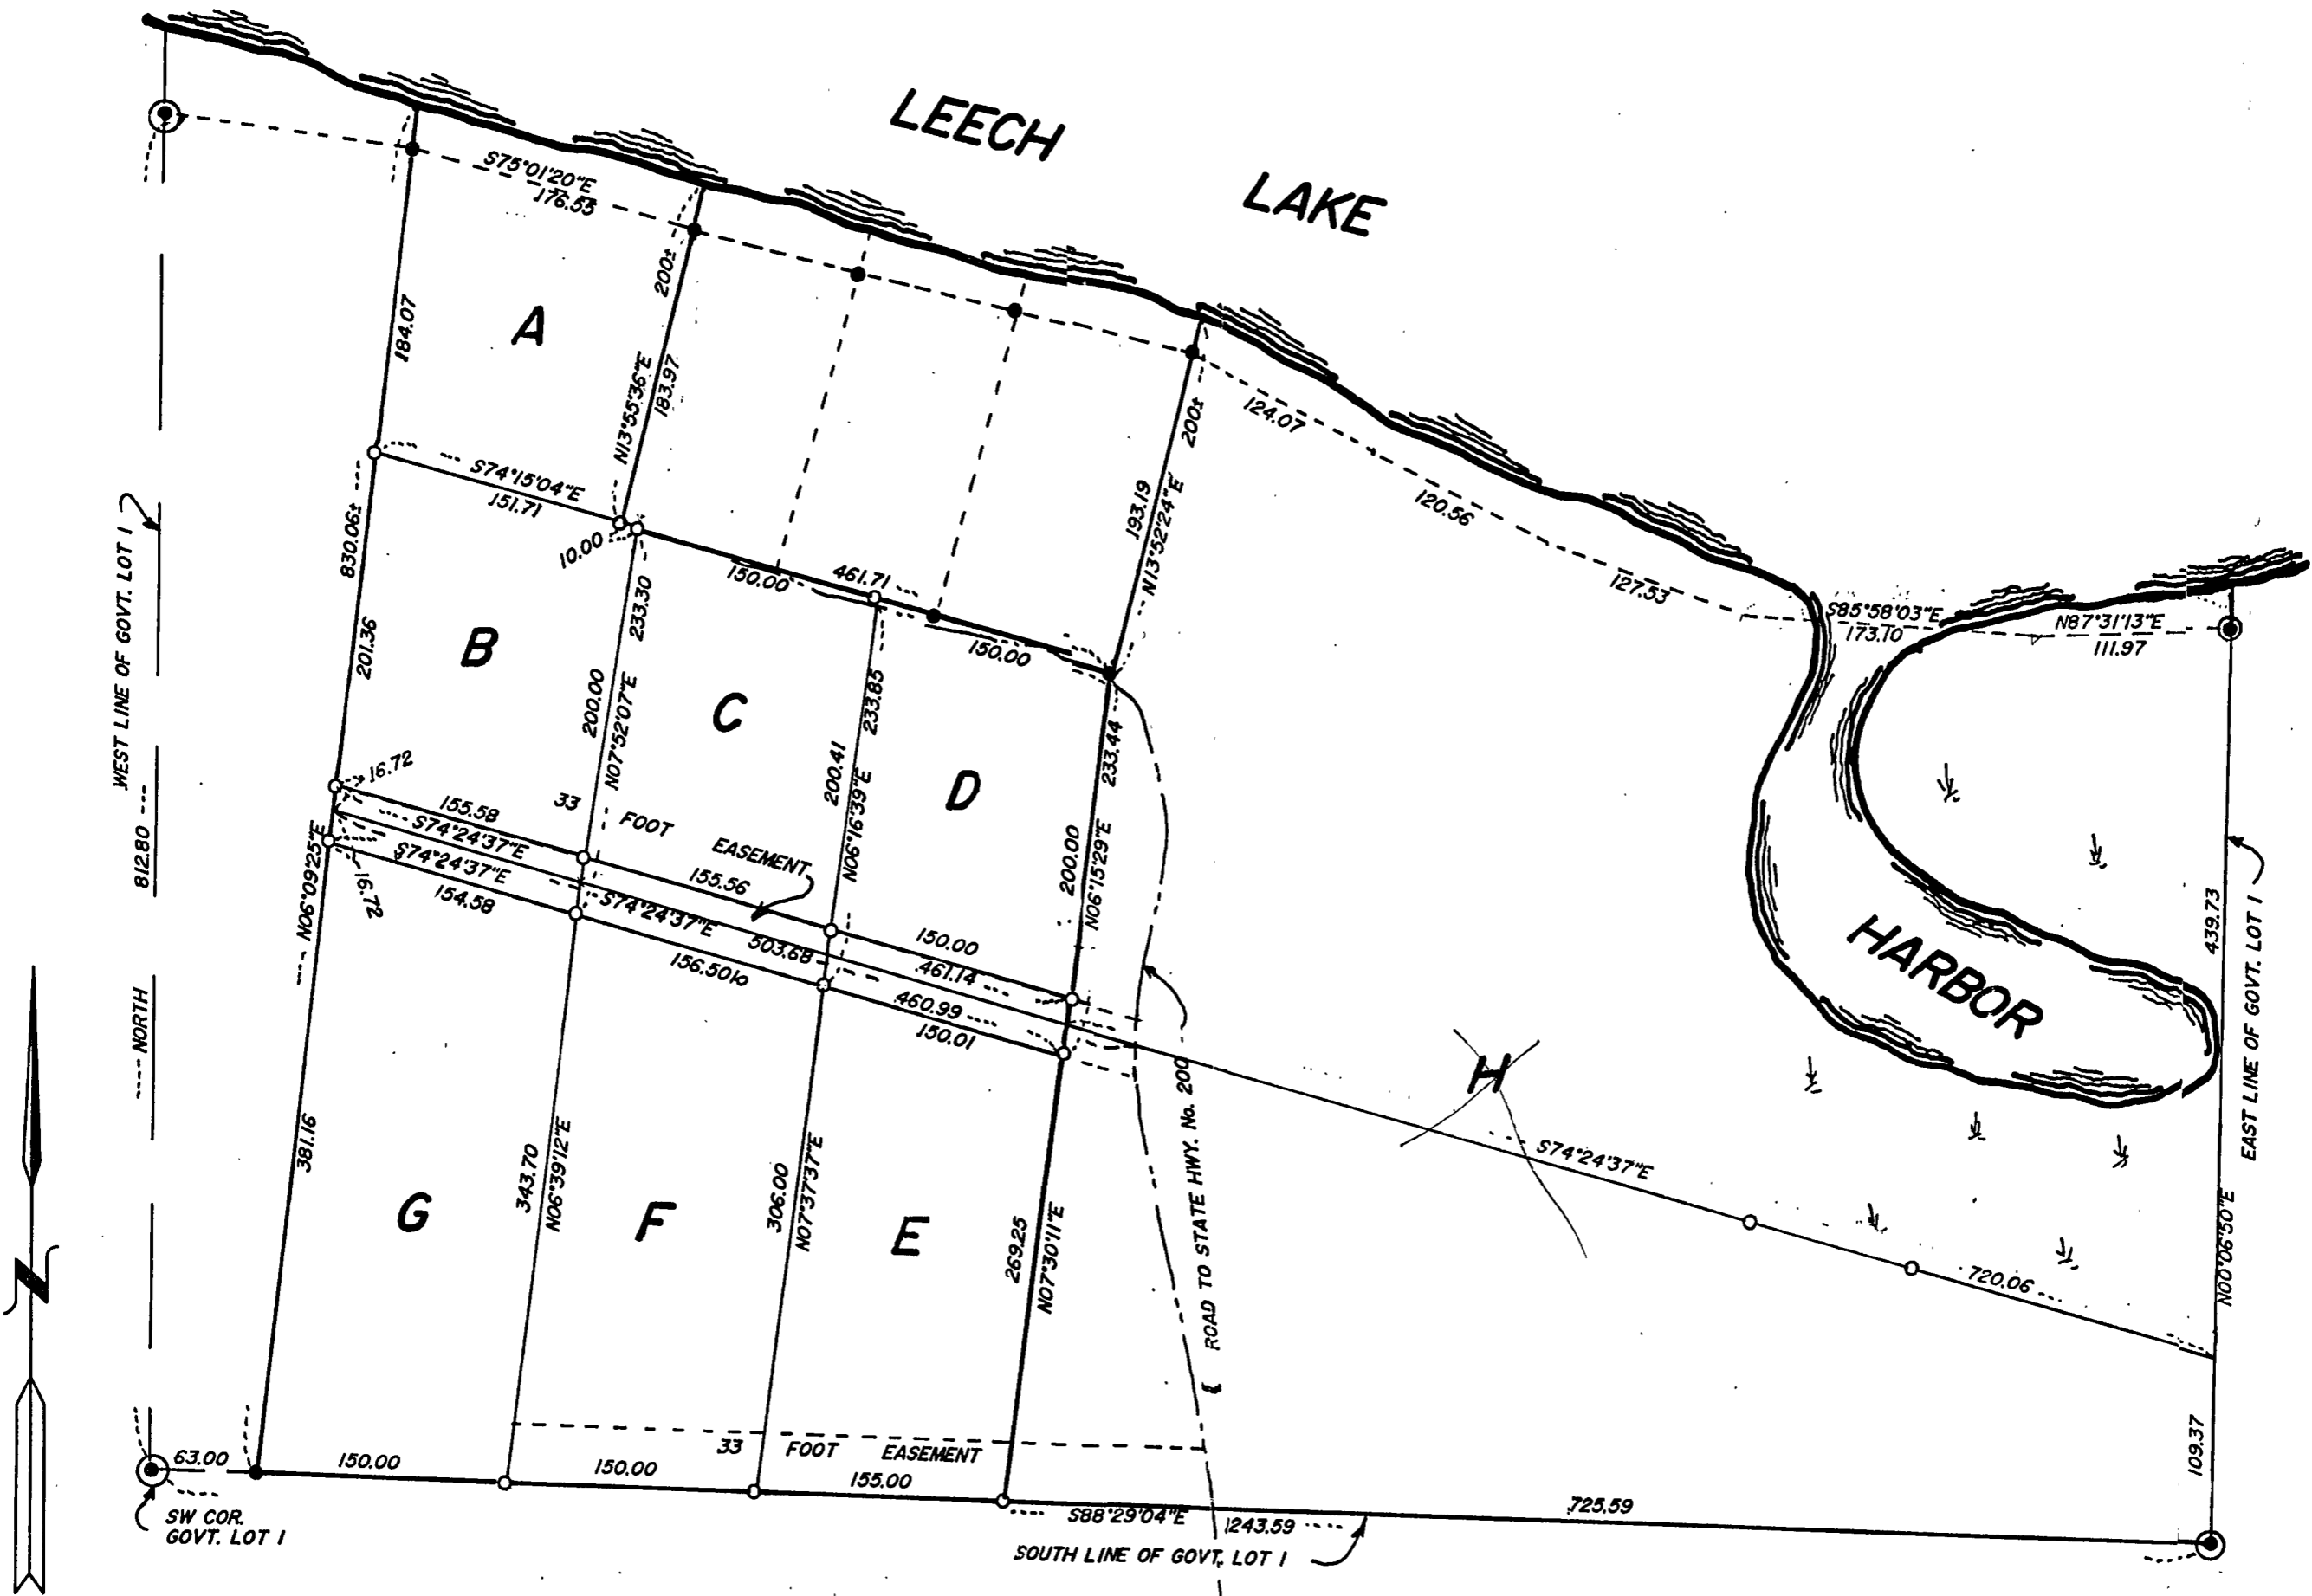 LEECH
LAKE
S75°01'20"E
176.55
184.07
A
200±
N13°55'36"E
183.97
S74°15'04"E
151.71
10.00
WEST LINE OF GOVT. LOT 1
830.06±
150.00
461.71
150.00
193.19
N13°52'24"E
200±
124.07
120.56
127.53
S85°58'03"E
173.10
N87°31'13"E
111.97
201.36
B
233.30
200.00
N07°52'07"E
C
233.85
200.41
N06°16'39"E
D
233.44
200.00
N06°15'29"E
812.80
NORTH
16.72
155.58
33 FOOT EASEMENT
S74°24'37"E
S74°24'37"E
154.58
N06°09'25"E
16.72
155.56
S74°24'37"E
503.68
156.50
150.00
461.14
460.99
150.01
HARBOR
439.73
EAST LINE OF GOVT. LOT 1
H
S74°24'37"E
720.06
N00°06'50"E
109.37
ROAD TO STATE HWY. No. 200
381.16
G
343.70
N06°39'12"E
F
306.00
N07°37'37"E
E
269.25
N07°30'11"E
N
33 FOOT EASEMENT
63.00
150.00
150.00
155.00
S88°29'04"E
1243.59
725.59
SW COR.
GOVT. LOT 1
SOUTH LINE OF GOVT. LOT 1